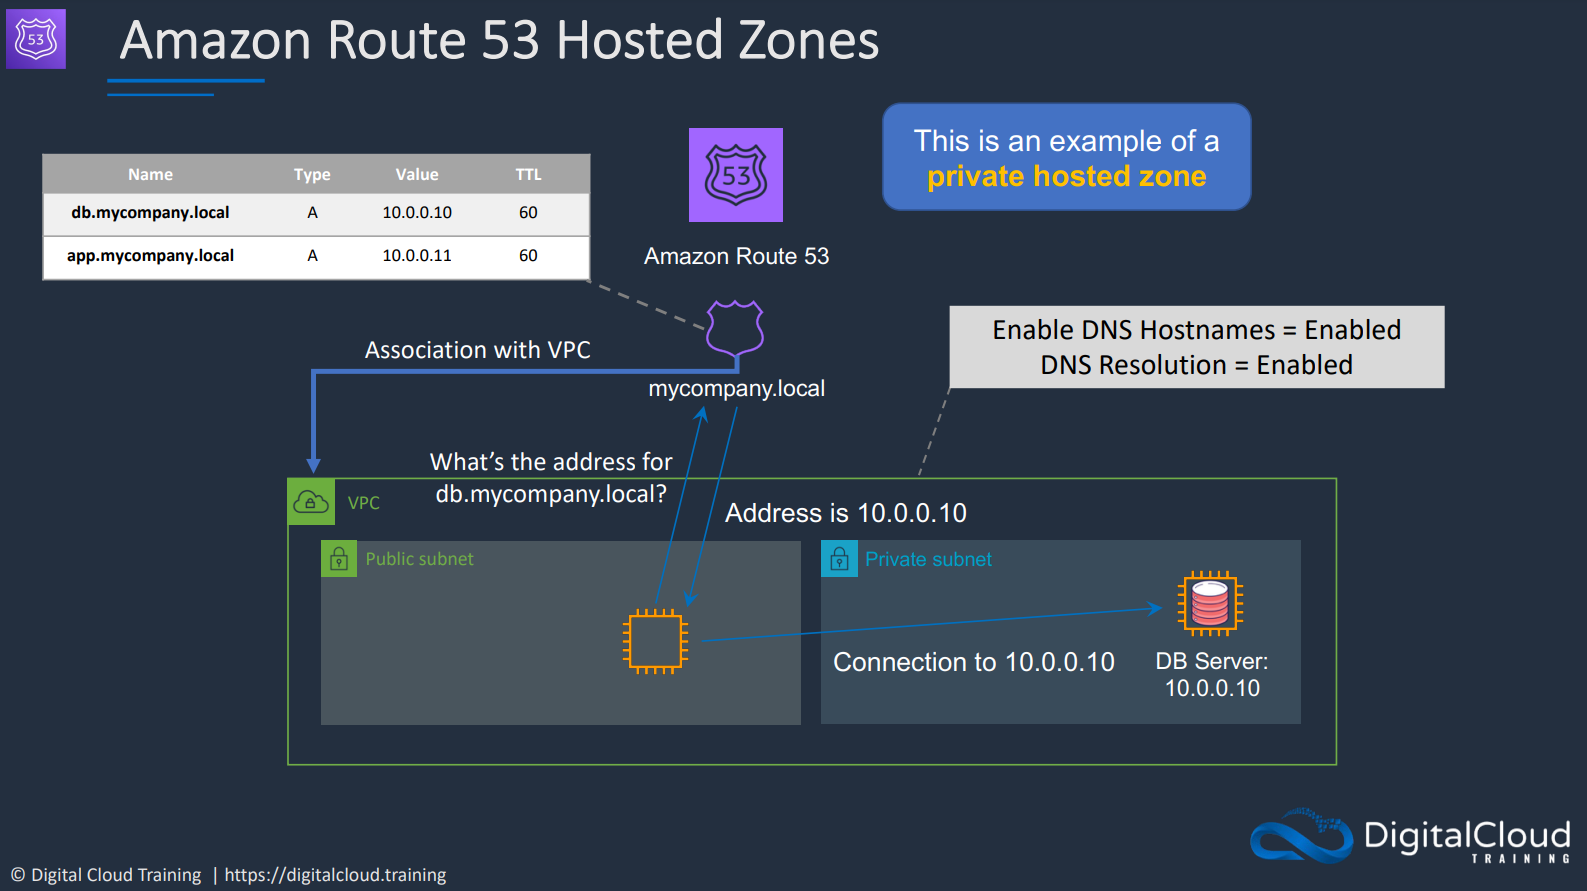 53
Amazon Route 53 Hosted Zones
This is an example of a
private hosted zone
53
Name Type Value TTL
db.mycompany.local A 10.0.0.10 60
app.mycompany.local A 10.0.0.11 60
Amazon Route 53
Enable DNS Hostnames = Enabled
DNS Resolution = Enabled
Association with VPC
mycompany.local
What's the address for
db.mycompany.local?
VPC
Address is 10.0.0.10
Public subnet
Private subnet
Connection to 10.0.0.10
DB Server:
10.0.0.10
DigitalCloud
TRAINING
© Digital Cloud Training | https://digitalcloud.training